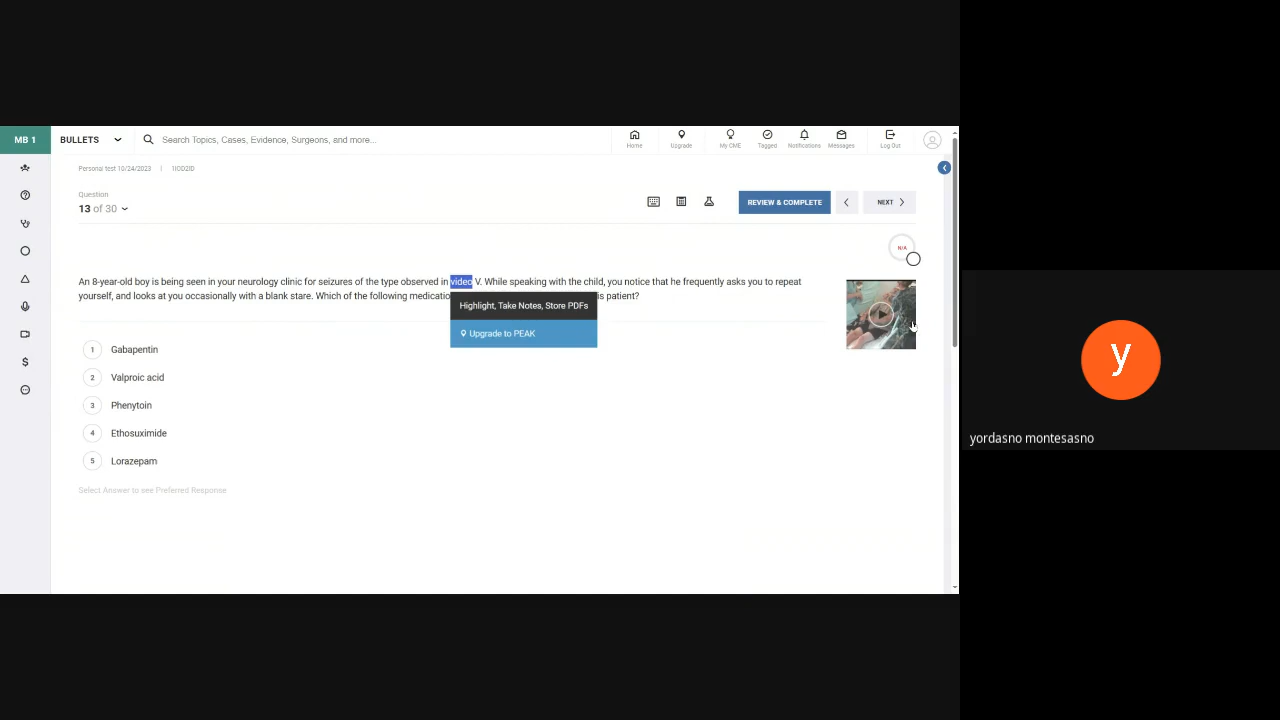 MB 1
BULLETS
Search Topics, Cases, Evidence, Surgeons, and more...
Home
Upgrade
My CME
Tagged
Notifications
Messages
Log Out
Personal test 10/24/2023 | 1IOD2ID
Question
13 of 30
REVIEW & COMPLETE
NEXT
N/A
An 8-year-old boy is being seen in your neurology clinic for seizures of the type observed in video V. While speaking with the child, you notice that he frequently asks you to repeat
yourself, and looks at you occasionally with a blank stare. Which of the following medicatio is patient?
Highlight, Take Notes, Store PDFs
Upgrade to PEAK
1 Gabapentin
2 Valproic acid
3 Phenytoin
4 Ethosuximide
5 Lorazepam
Select Answer to see Preferred Response
y
yordasno montesasno